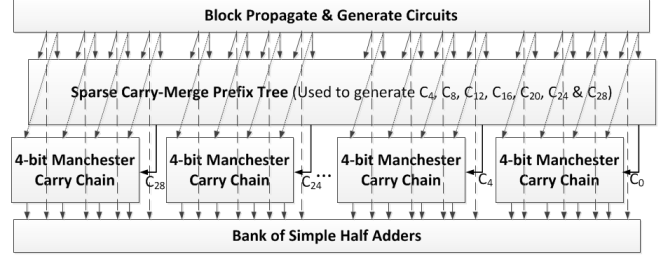 Block Propagate & Generate Circuits
Sparse Carry-Merge Prefix Tree (Used to generate C4, C8, C12, C16, C20, C24 & C28)
4-bit Manchester
Carry Chain
C28
4-bit Manchester
Carry Chain
C24
...
4-bit Manchester
Carry Chain
C4
4-bit Manchester
Carry Chain
C0
Bank of Simple Half Adders